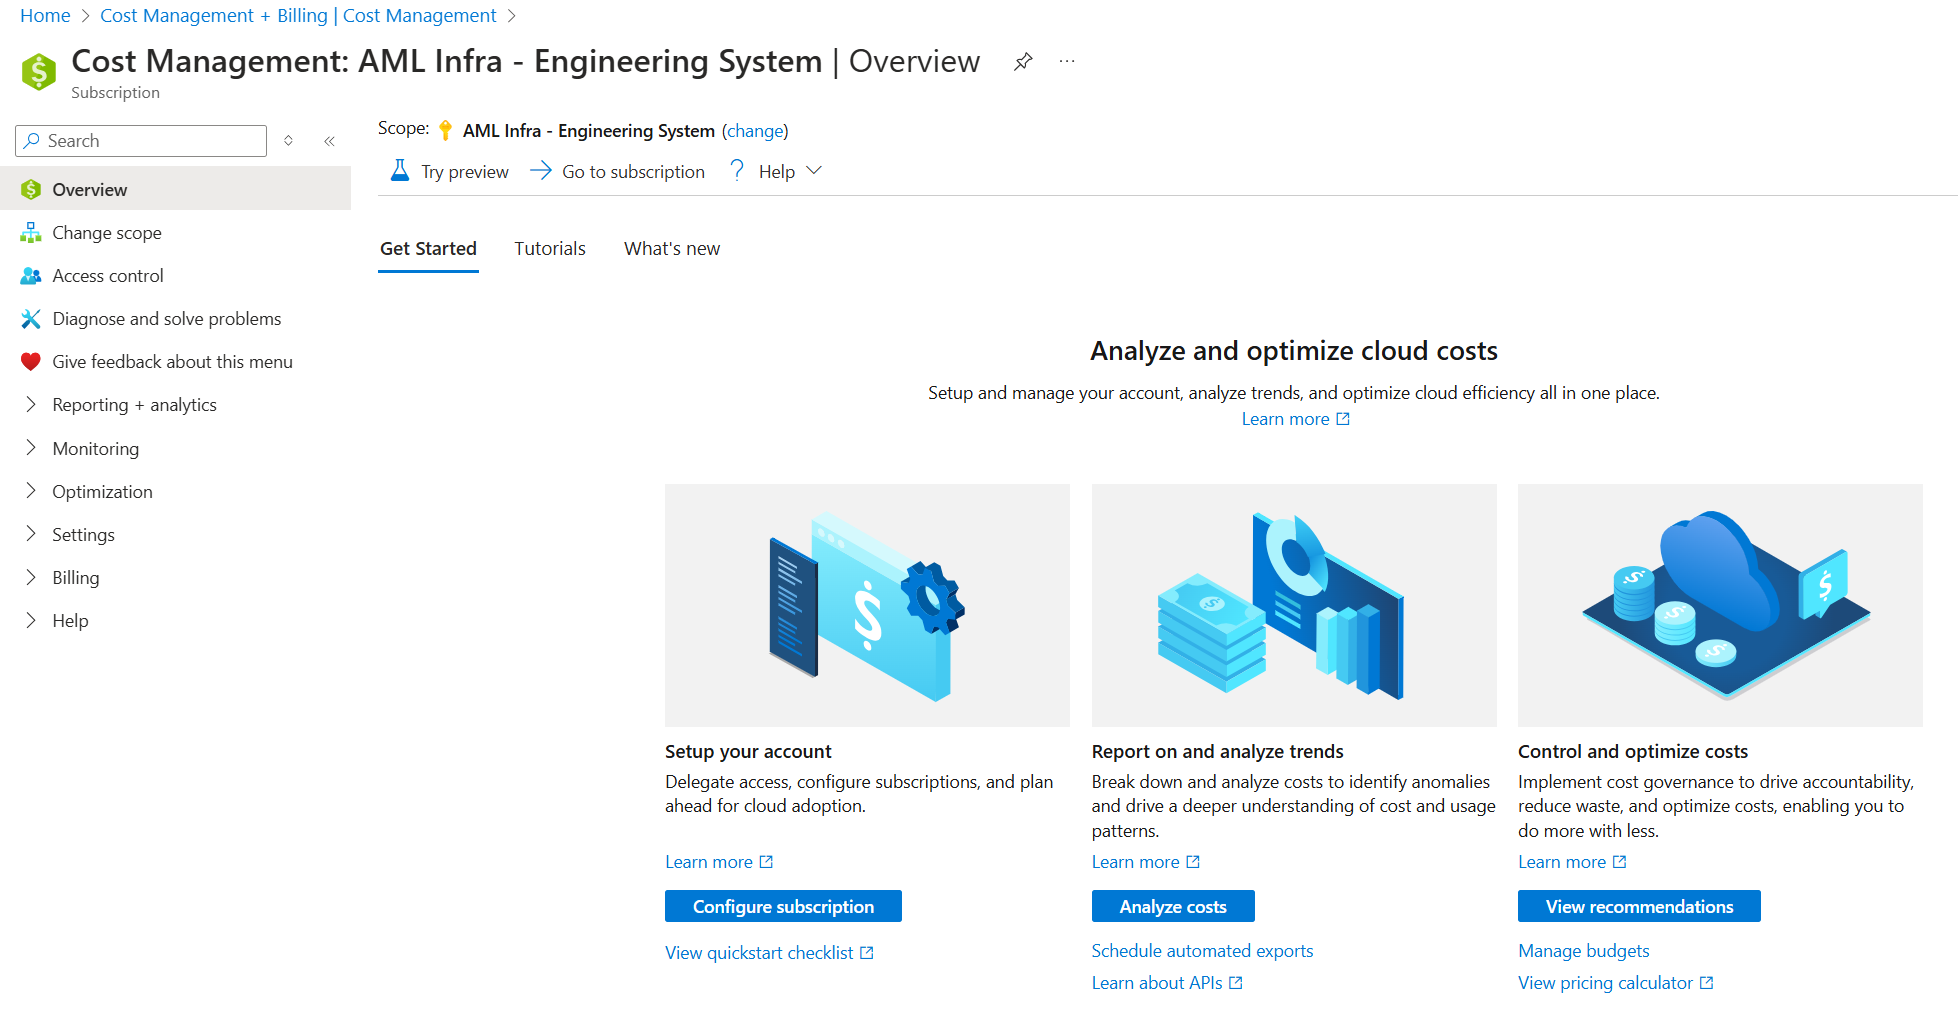 Home > Cost Management + Billing | Cost Management >
Cost Management: AML Infra - Engineering System | Overview ...
Subscription
Search
«
Overview
Change scope
Access control
Diagnose and solve problems
Give feedback about this menu
Reporting + analytics
Monitoring
Optimization
Settings
Billing
Help
Scope: AML Infra - Engineering System (change)
Try preview Go to subscription ? Help
Get Started Tutorials What's new
Analyze and optimize cloud costs
Setup and manage your account, analyze trends, and optimize cloud efficiency all in one place.
Learn more
Setup your account
Delegate access, configure subscriptions, and plan
ahead for cloud adoption.
Learn more
Configure subscription
View quickstart checklist
Report on and analyze trends
Break down and analyze costs to identify anomalies
and drive a deeper understanding of cost and usage
patterns.
Learn more
Analyze costs
Schedule automated exports
Learn about APIs
Control and optimize costs
Implement cost governance to drive accountability,
reduce waste, and optimize costs, enabling you to
do more with less.
Learn more
View recommendations
Manage budgets
View pricing calculator